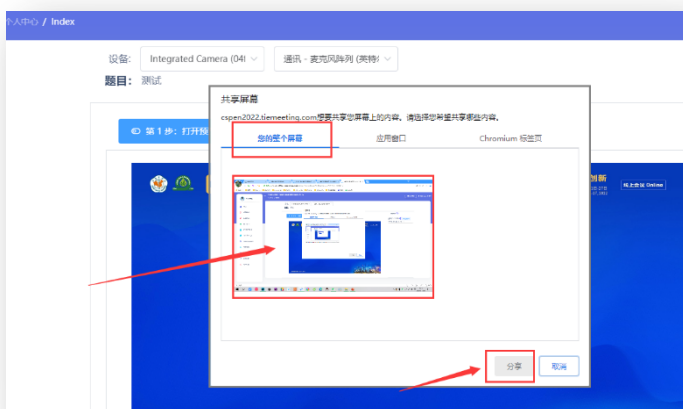 个人中心 / Index
设备: Integrated Camera (04f 通讯 - 麦克风阵列 (英特
题目: 测试
共享屏幕
cspen2022.tiemeeting.com想要共享您屏幕上的内容。请选择您希望共享哪些内容。
您的整个屏幕 应用窗口 Chromium 标签页
第 1 步: 打开预
创新
线上会议 Online
分享 取消